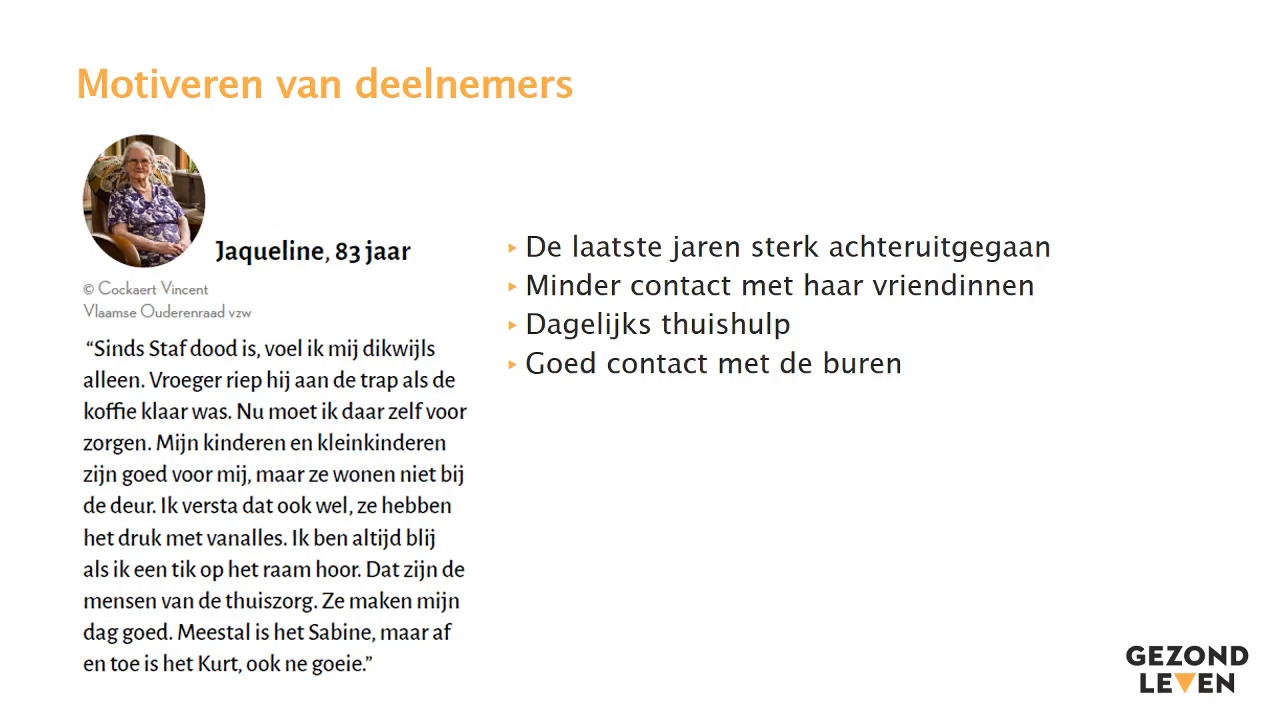 Motiveren van deelnemers
Jaqueline, 83 jaar
© Cockaert Vincent
Vlaamse Ouderenraad vzw
“Sinds Staf dood is, voel ik mij dikwijls
alleen. Vroeger riep hij aan de trap als de
koffie klaar was. Nu moet ik daar zelf voor
zorgen. Mijn kinderen en kleinkinderen
zijn goed voor mij, maar ze wonen niet bij
de deur. Ik versta dat ook wel, ze hebben
het druk met vanalles. Ik ben altijd blij
als ik een tik op het raam hoor. Dat zijn de
mensen van de thuiszorg. Ze maken mijn
dag goed. Meestal is het Sabine, maar af
en toe is het Kurt, ook ne goeie.”
▸ De laatste jaren sterk achteruitgegaan
▸ Minder contact met haar vriendinnen
▸ Dagelijks thuishulp
▸ Goed contact met de buren
GEZOND
LEVEN